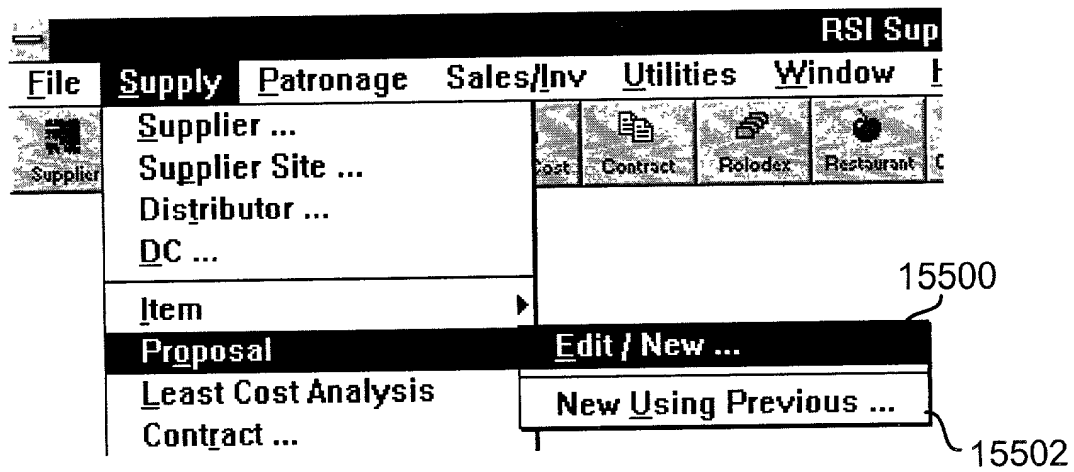 RSI Sup
File Supply Patronage Sales/Inv Utilities Window
Supplier Cost Contract Rolodex Restaurant
Supplier ...
Supplier Site ...
Distributor ...
DC ...
Item
Proposal
Least Cost Analysis
Contract ...
Edit / New ...
New Using Previous ...
15500
15502